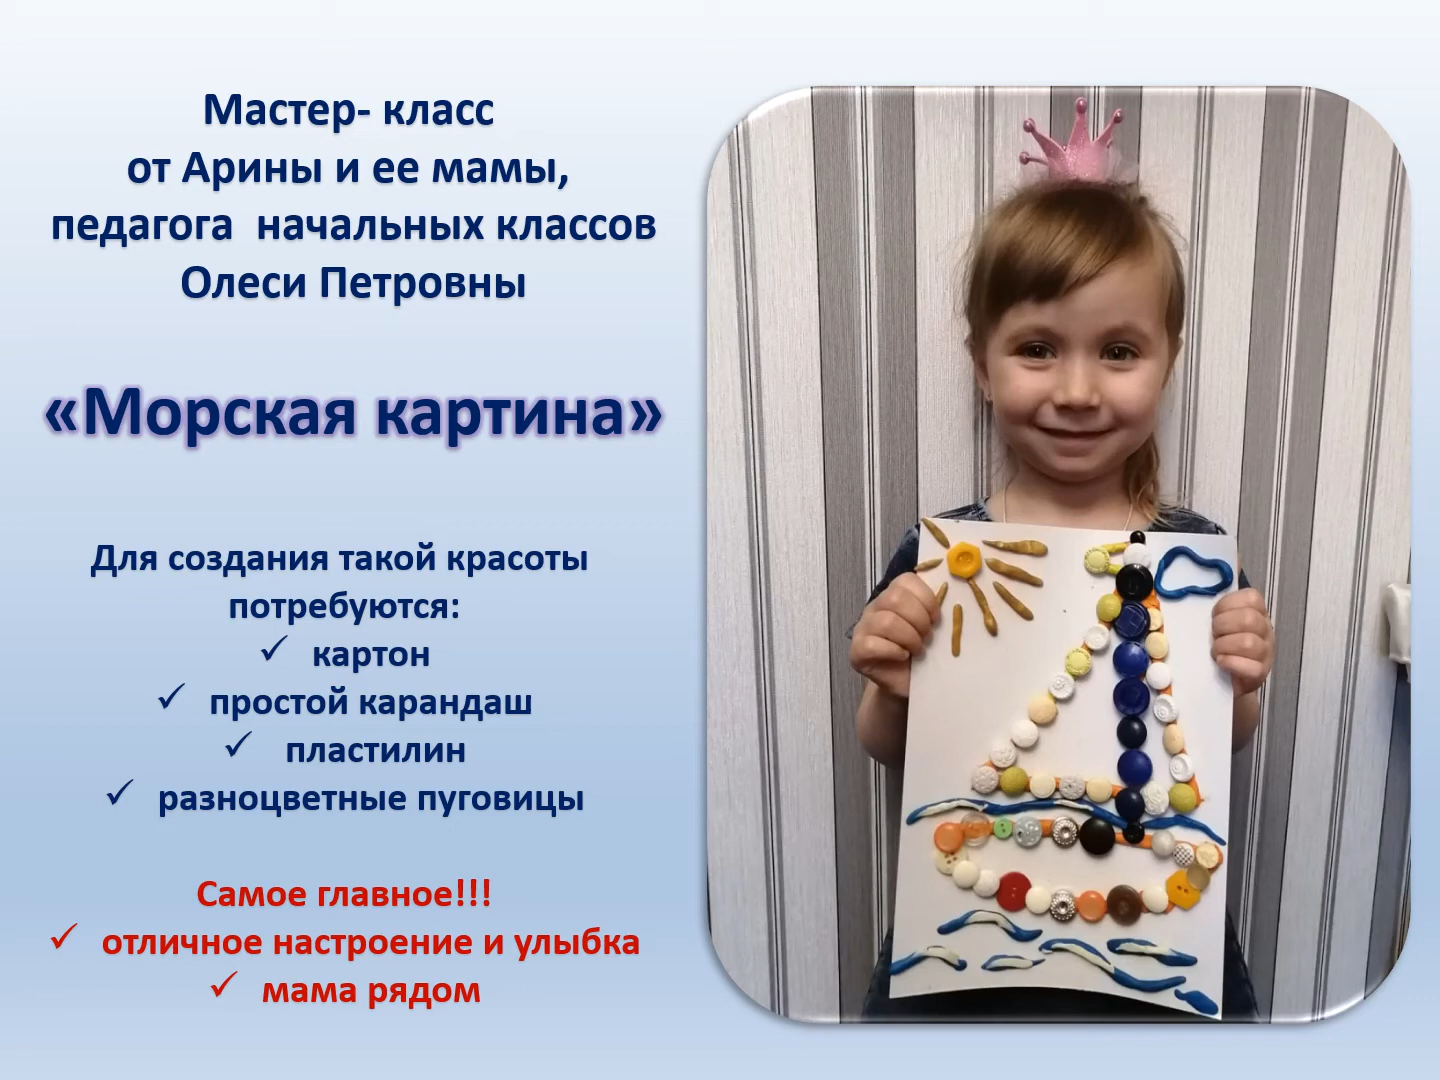 Мастер- класс
от Арины и ее мамы,
педагога  начальных классов
Олеси Петровны
«Морская картина»
Для создания такой красоты
потребуются:
✓ картон
✓ простой карандаш
✓ пластилин
✓ разноцветные пуговицы
Самое главное!!!
✓ отличное настроение и улыбка
✓ мама рядом